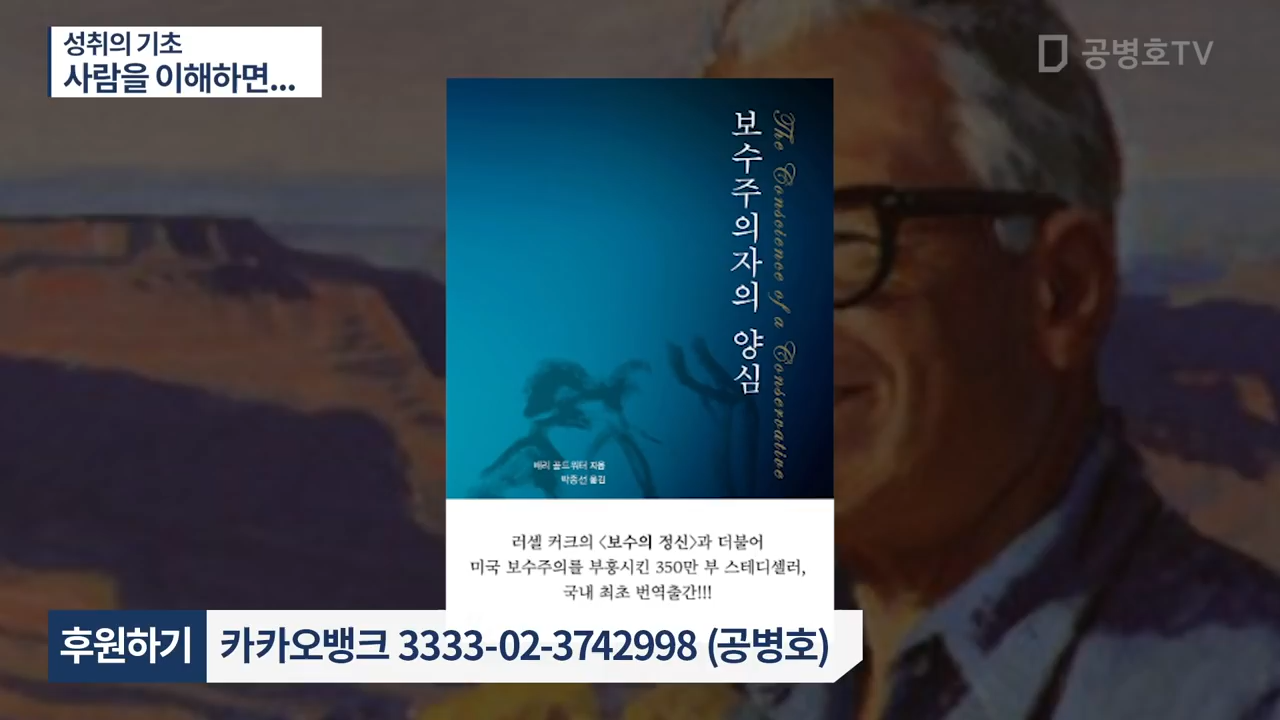 성취의 기초
사람을 이해하면...
공병호TV
보수주의자의 양심
The Conscience of a Conservative
배리 골드워터 지음
박종선 옮김
러셀 커크의 〈보수의 정신〉과 더불어
미국 보수주의를 부흥시킨 350만 부 스테디셀러,
국내 최초 번역출간!!!
후원하기
카카오뱅크 3333-02-3742998 (공병호)